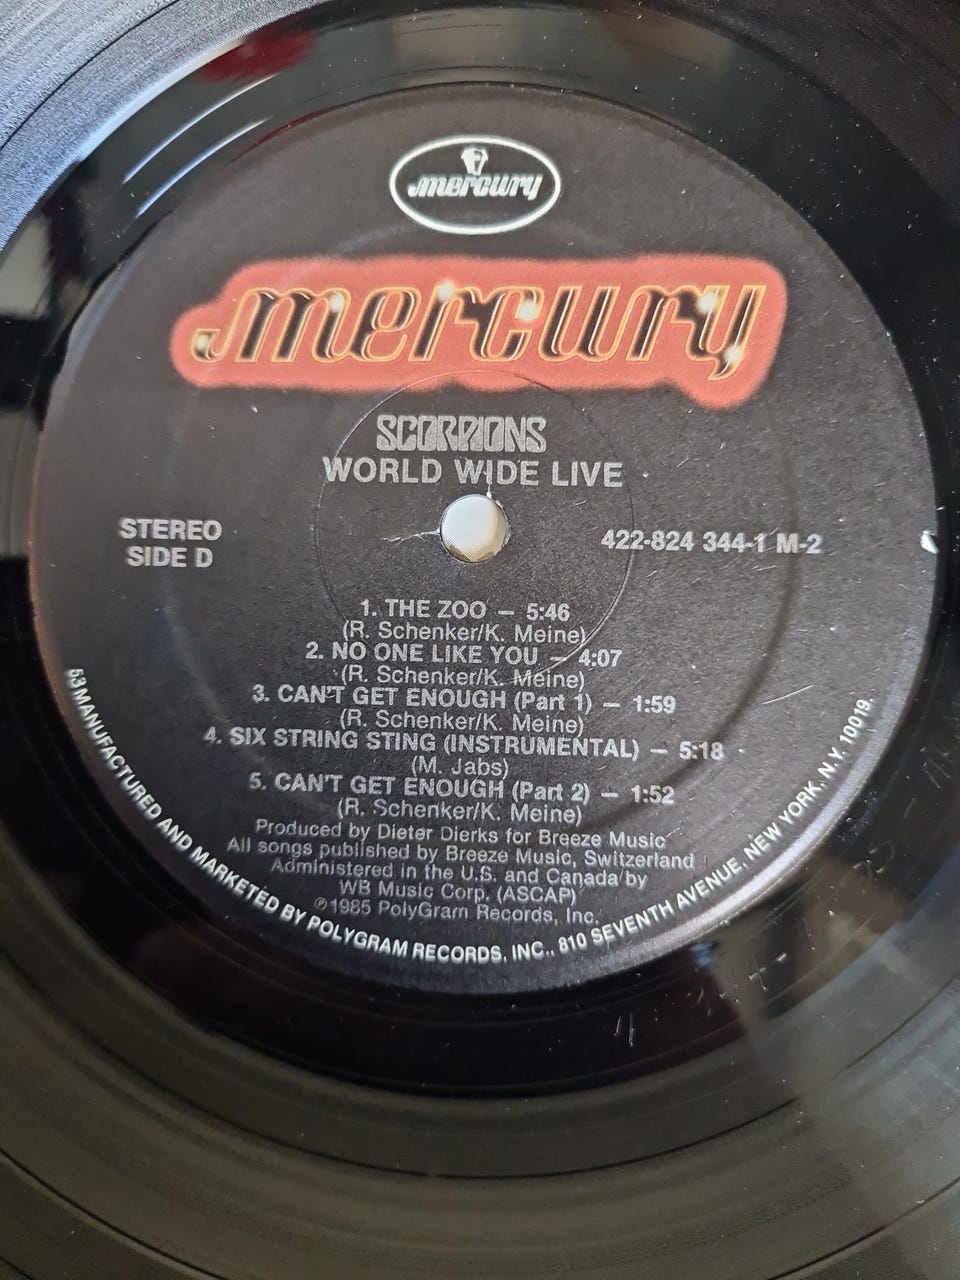 mercury
mercury
SCORPIONS
WORLD WIDE LIVE
STEREO
SIDE D
422-824 344-1 M-2
1. THE ZOO — 5:46
(R. Schenker/K. Meine)
2. NO ONE LIKE YOU — 4:07
(R. Schenker/K. Meine)
3. CAN'T GET ENOUGH (Part 1) — 1:59
(R. Schenker/K. Meine)
4. SIX STRING STING (INSTRUMENTAL) — 5:18
(M. Jabs)
5. CAN'T GET ENOUGH (Part 2) — 1:52
(R. Schenker/K. Meine)
Produced by Dieter Dierks for Breeze Music
All songs published by Breeze Music, Switzerland
Administered in the U.S. and Canada by
WB Music Corp. (ASCAP)
℗1985 PolyGram Records, Inc.
53 MANUFACTURED AND MARKETED BY POLYGRAM RECORDS, INC., 810 SEVENTH AVENUE, NEW YORK, N.Y. 10019.